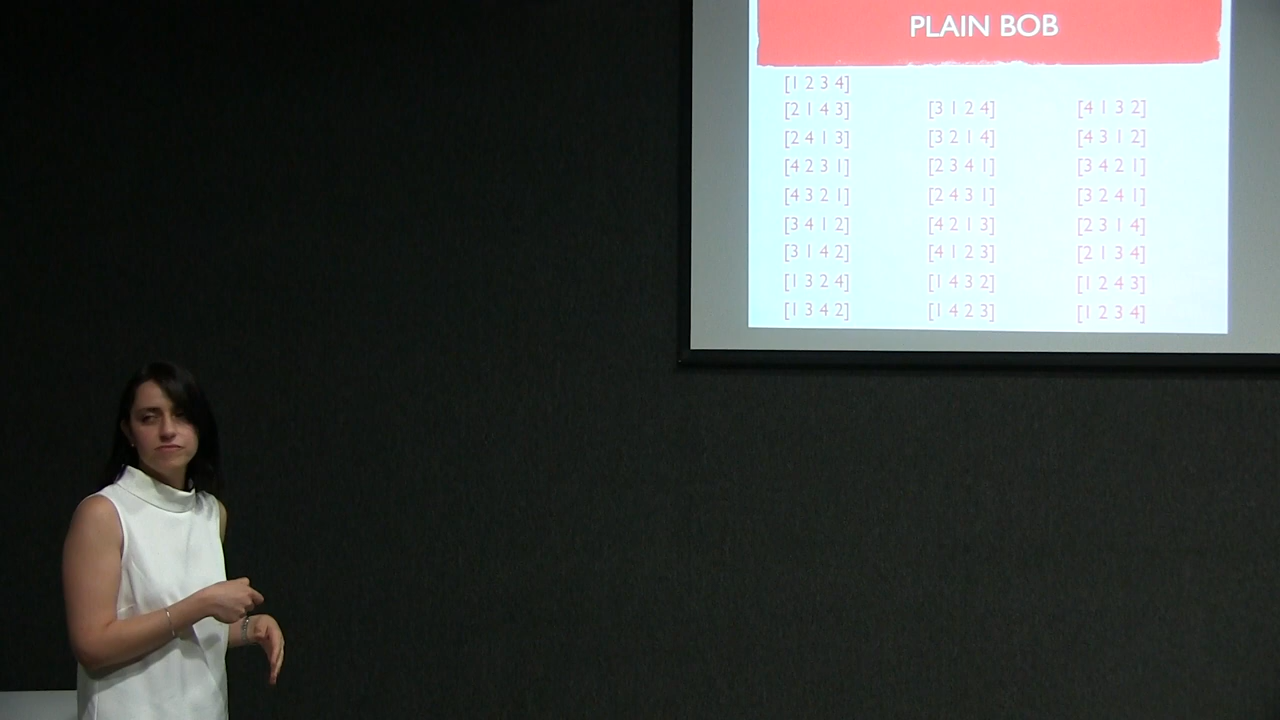 PLAIN BOB
[1 2 3 4]
[2 1 4 3] [3 1 2 4] [4 1 3 2]
[2 4 1 3] [3 2 1 4] [4 3 1 2]
[4 2 3 1] [2 3 4 1] [3 4 2 1]
[4 3 2 1] [2 4 3 1] [3 2 4 1]
[3 4 1 2] [4 2 1 3] [2 3 1 4]
[3 1 4 2] [4 1 2 3] [2 1 3 4]
[1 3 2 4] [1 4 3 2] [1 2 4 3]
[1 3 4 2] [1 4 2 3] [1 2 3 4]